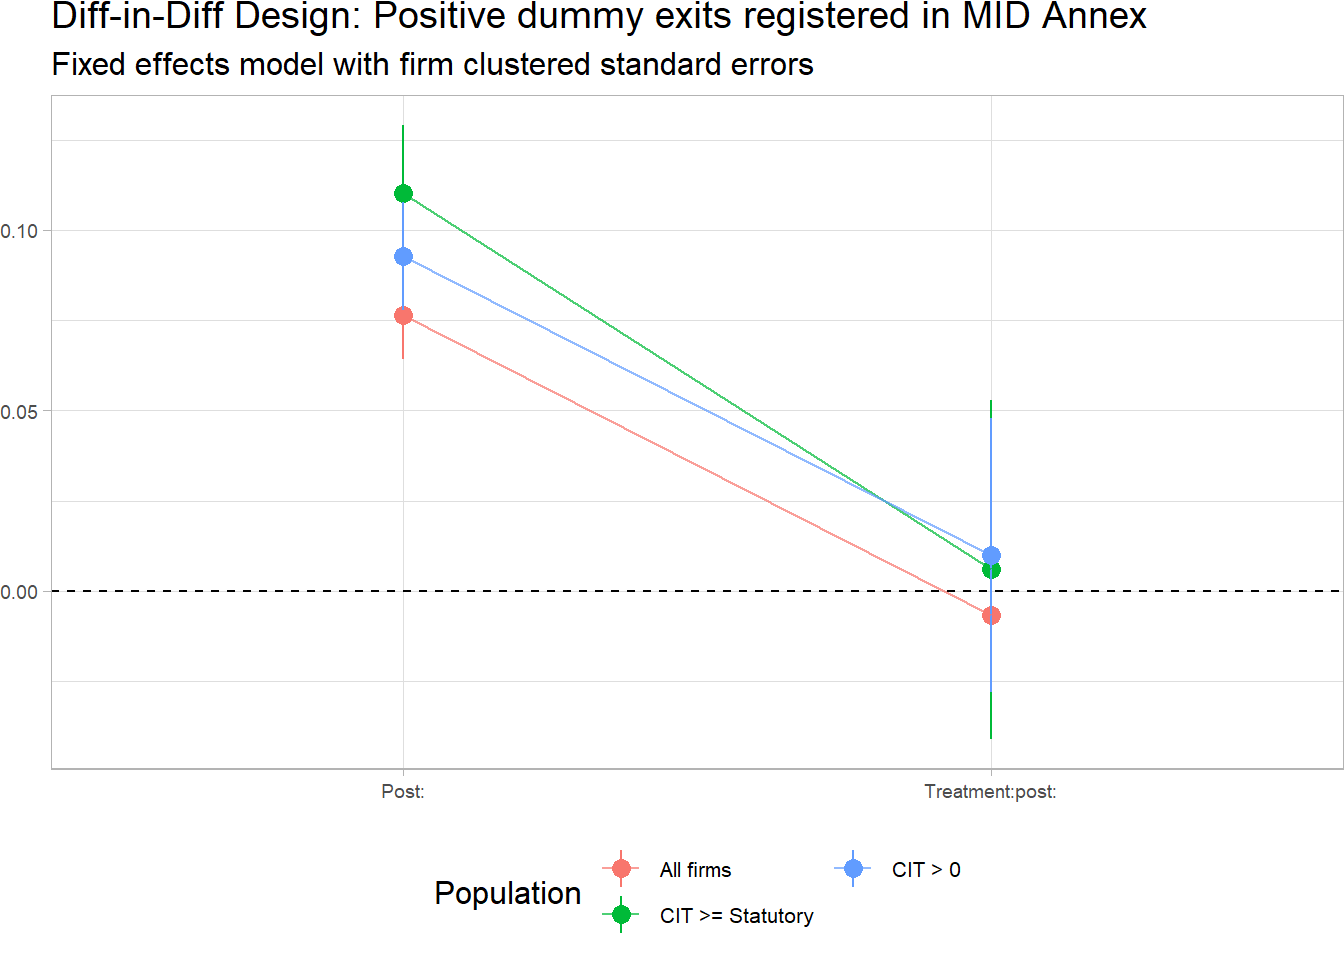 Diff-in-Diff Design: Positive dummy exits registered in MID Annex
Fixed effects model with firm clustered standard errors
0.10
0.05
0.00
Post:
Treatment:post:
Population
All firms
CIT > 0
CIT >= Statutory